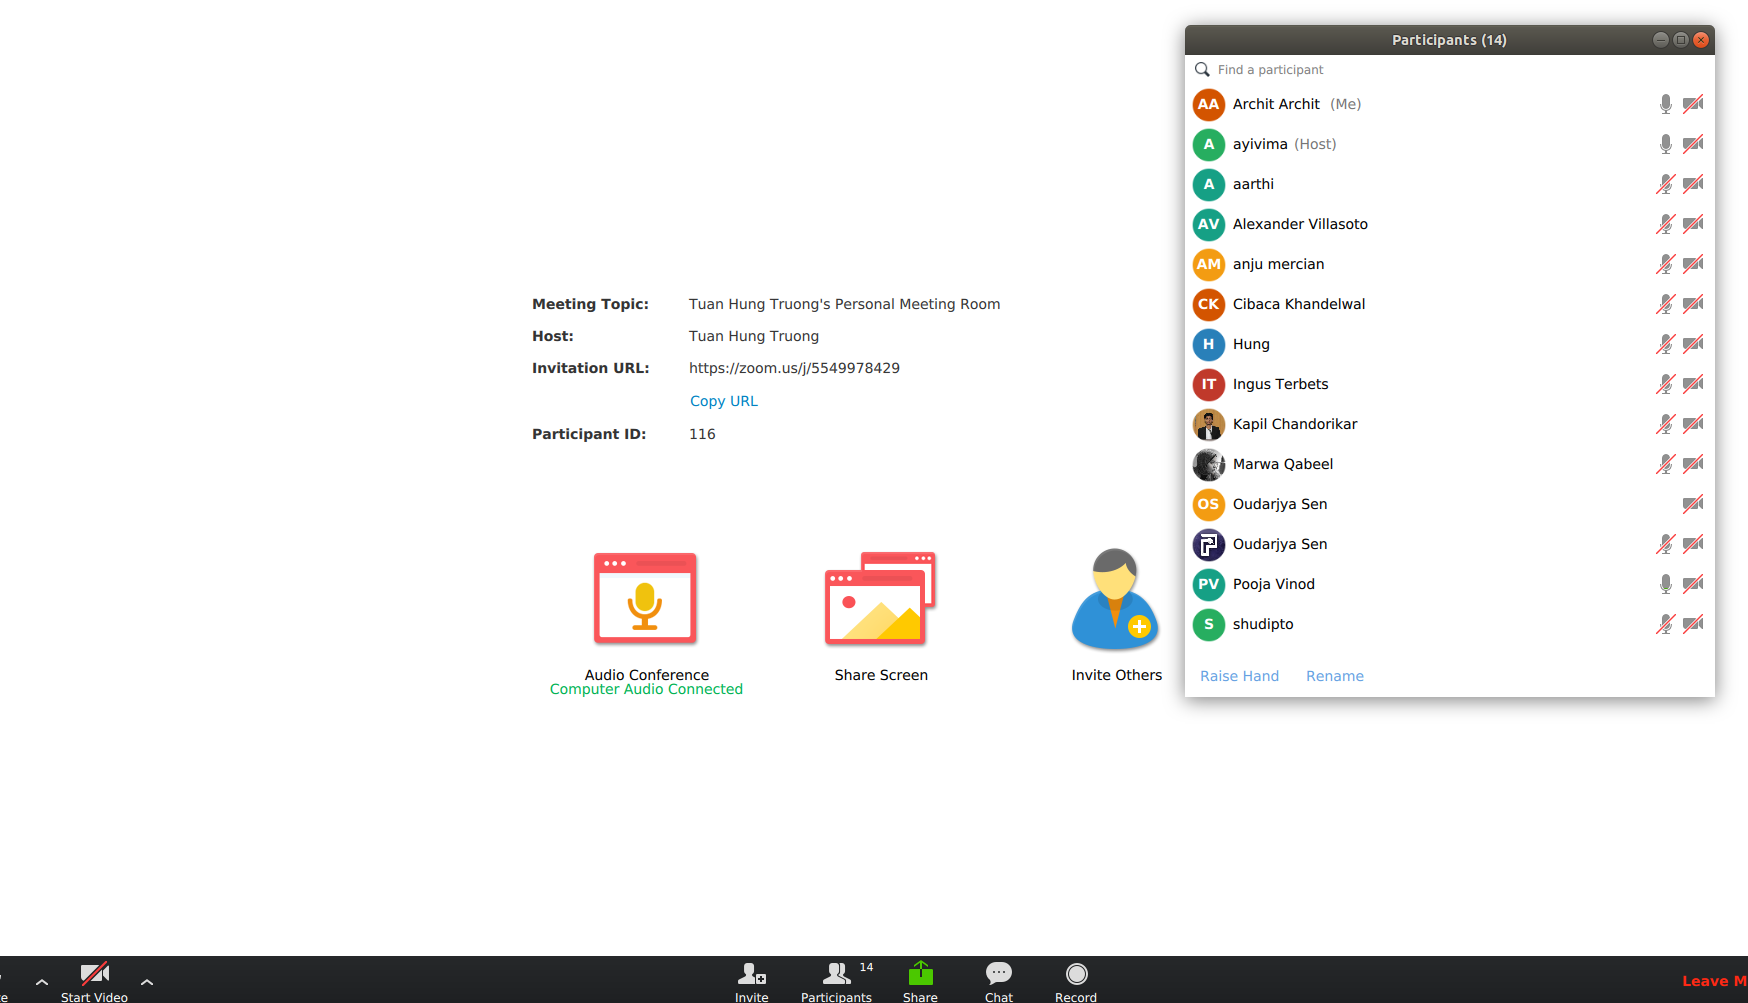 Participants (14)
Find a participant
AA Archit Archit (Me)
A ayivima (Host)
A aarthi
AV Alexander Villasoto
AM anju mercian
CK Cibaca Khandelwal
H Hung
IT Ingus Terbets
Kapil Chandorikar
Marwa Qabeel
OS Oudarjya Sen
Oudarjya Sen
PV Pooja Vinod
S shudipto
Raise Hand Rename
Meeting Topic: Tuan Hung Truong's Personal Meeting Room
Host: Tuan Hung Truong
Invitation URL: https://zoom.us/j/5549978429
Copy URL
Participant ID: 116
Audio Conference Share Screen Invite Others
Computer Audio Connected
14
Start Video Invite Participants Share Chat Record
Leave M